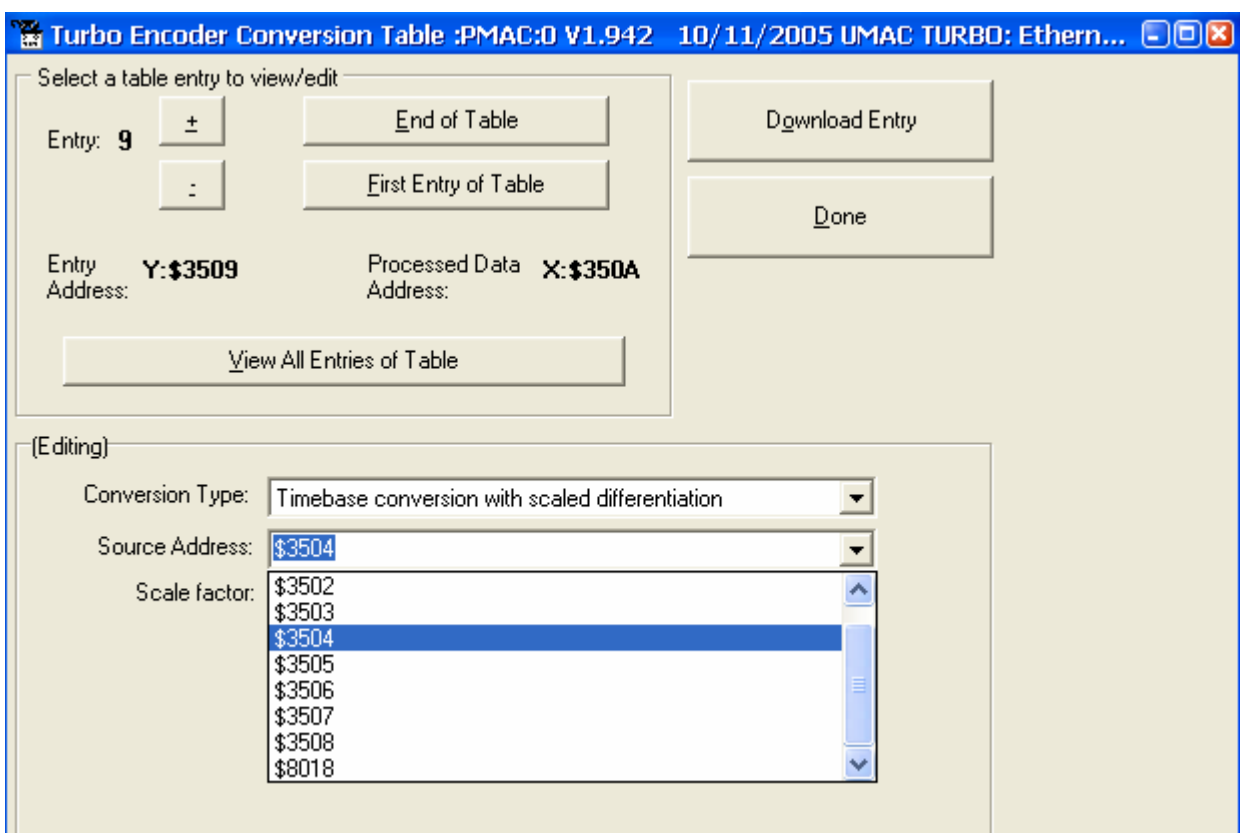 Turbo Encoder Conversion Table :PMAC:0 V1.942 10/11/2005 UMAC TURBO: Ethern...
Select a table entry to view/edit
Entry: 9
+
End of Table
Download Entry
-
First Entry of Table
Done
Entry Address: Y:$3509
Processed Data Address: X:$350A
View All Entries of Table
(Editing)
Conversion Type: Timebase conversion with scaled differentiation
Source Address: $3504
Scale factor:
$3502
$3503
$3504
$3505
$3506
$3507
$3508
$8018